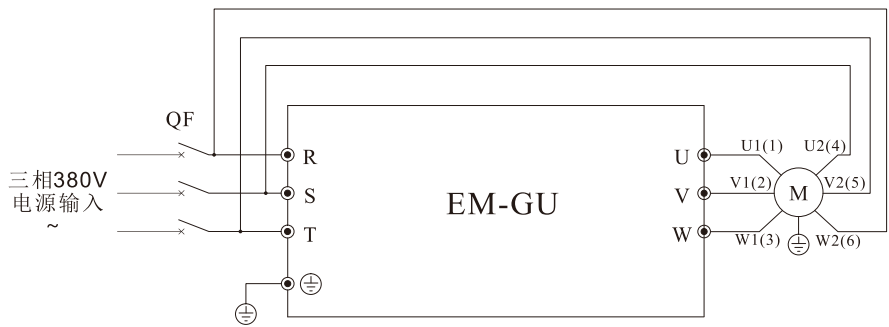 QF
三相380V
电源输入
~
R
S
T
EM-GU
U
V
W
U1(1)
U2(4)
V1(2)
M
V2(5)
W1(3)
W2(6)